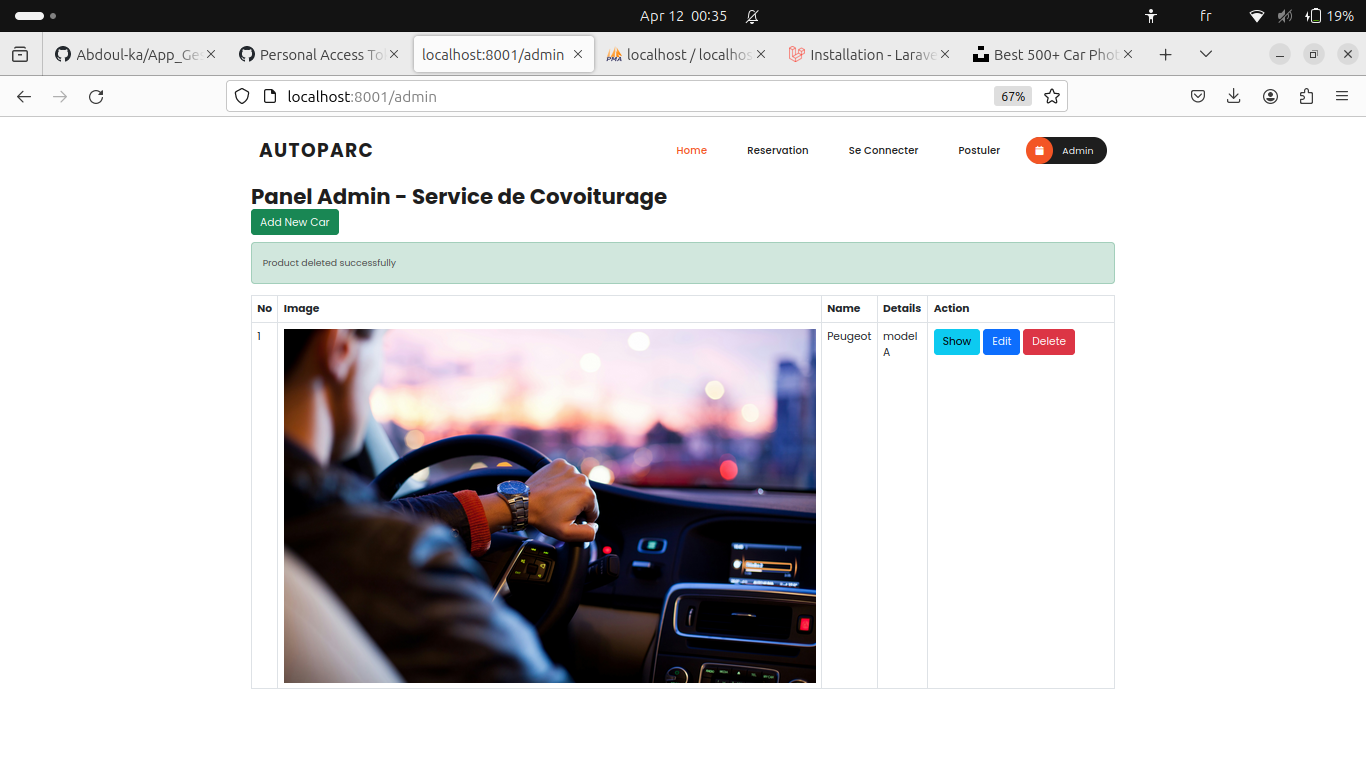 Apr 12 00:35
fr
19%
Abdoul-ka/App_Ge
Personal Access To
localhost:8001/admin
localhost / localhos
Installation - Larave
Best 500+ Car Phot
localhost:8001/admin
67%
AUTOPARC
Home
Reservation
Se Connecter
Postuler
Admin
Panel Admin - Service de Covoiturage
Add New Car
Product deleted successfully
No Image Name Details Action
1 Peugeot model Show Edit Delete
A